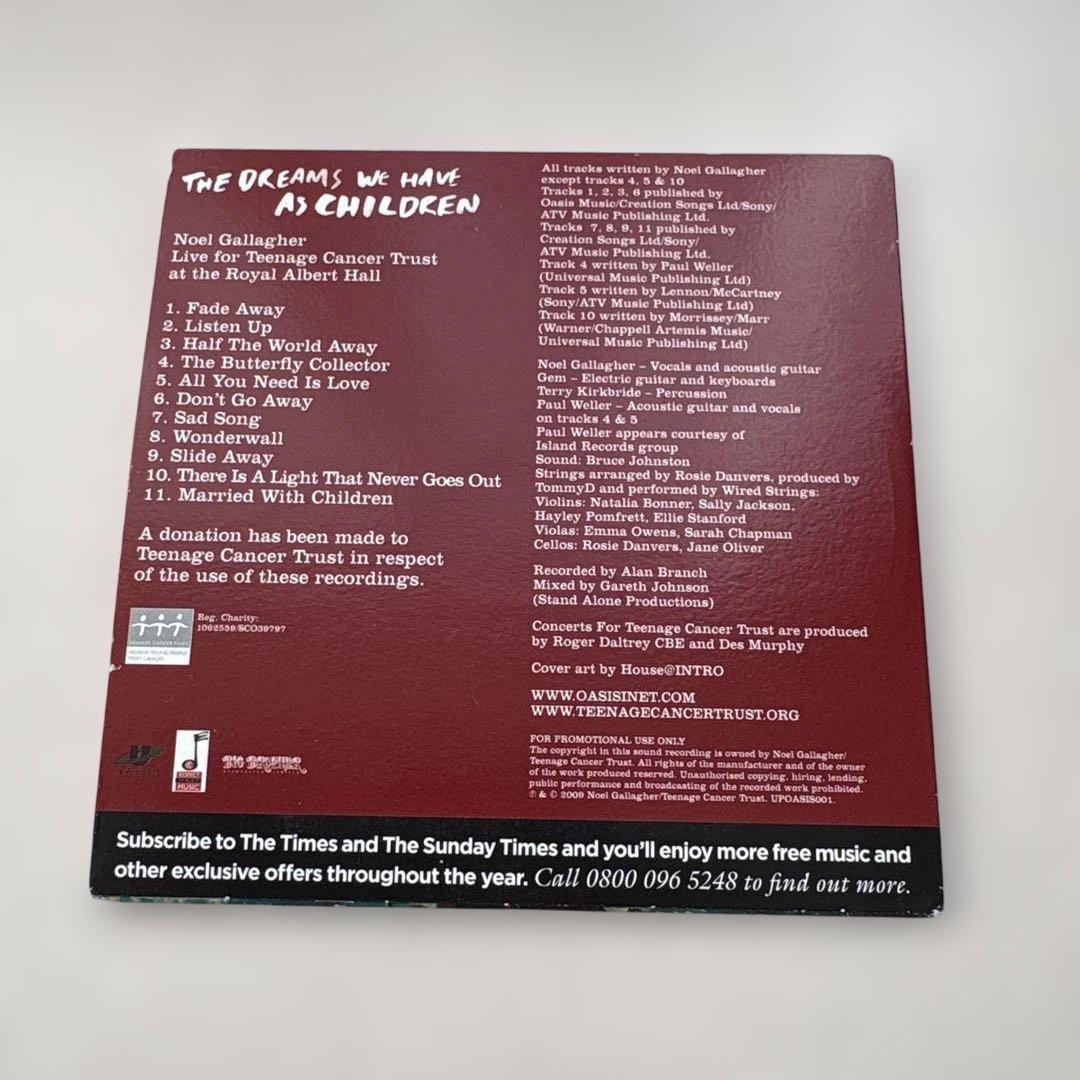 THE DREAMS WE HAVE
AS CHILDREN
Noel Gallagher
Live for Teenage Cancer Trust
at the Royal Albert Hall
1. Fade Away
2. Listen Up
3. Half The World Away
4. The Butterfly Collector
5. All You Need Is Love
6. Don't Go Away
7. Sad Song
8. Wonderwall
9. Slide Away
10. There Is A Light That Never Goes Out
11. Married With Children
A donation has been made to
Teenage Cancer Trust in respect
of the use of these recordings.
TEENAGE CANCER TRUST
HELPING YOUNG PEOPLE
FIGHT CANCER
Reg. Charity:
1062559/SCO39797
RESPECT
MUSIC
BIG BROTHER
All tracks written by Noel Gallagher
except tracks 4, 5 & 10
Tracks 1, 2, 3, 6 published by
Oasis Music/Creation Songs Ltd/Sony/
ATV Music Publishing Ltd.
Tracks 7, 8, 9, 11 published by
Creation Songs Ltd/Sony/
ATV Music Publishing Ltd.
Track 4 written by Paul Weller
(Universal Music Publishing Ltd)
Track 5 written by Lennon/McCartney
(Sony/ATV Music Publishing Ltd)
Track 10 written by Morrissey/Marr
(Warner/Chappell Artemis Music/
Universal Music Publishing Ltd)
Noel Gallagher – Vocals and acoustic guitar
Gem – Electric guitar and keyboards
Terry Kirkbride – Percussion
Paul Weller – Acoustic guitar and vocals
on tracks 4 & 5
Paul Weller appears courtesy of
Island Records group
Sound: Bruce Johnston
Strings arranged by Rosie Danvers, produced by
TommyD and performed by Wired Strings:
Violins: Natalia Bonner, Sally Jackson,
Hayley Pomfrett, Ellie Stanford
Violas: Emma Owens, Sarah Chapman
Cellos: Rosie Danvers, Jane Oliver
Recorded by Alan Branch
Mixed by Gareth Johnson
(Stand Alone Productions)
Concerts For Teenage Cancer Trust are produced
by Roger Daltrey CBE and Des Murphy
Cover art by House@INTRO
WWW.OASISINET.COM
WWW.TEENAGECANCERTRUST.ORG
FOR PROMOTIONAL USE ONLY
The copyright in this sound recording is owned by Noel Gallagher/
Teenage Cancer Trust. All rights of the manufacturer and of the owner
of the work produced reserved. Unauthorised copying, hiring, lending,
public performance and broadcasting of the recorded work prohibited.
℗ & © 2009 Noel Gallagher/Teenage Cancer Trust. UPOASIS001.
Subscribe to The Times and The Sunday Times and you'll enjoy more free music and
other exclusive offers throughout the year. Call 0800 096 5248 to find out more.